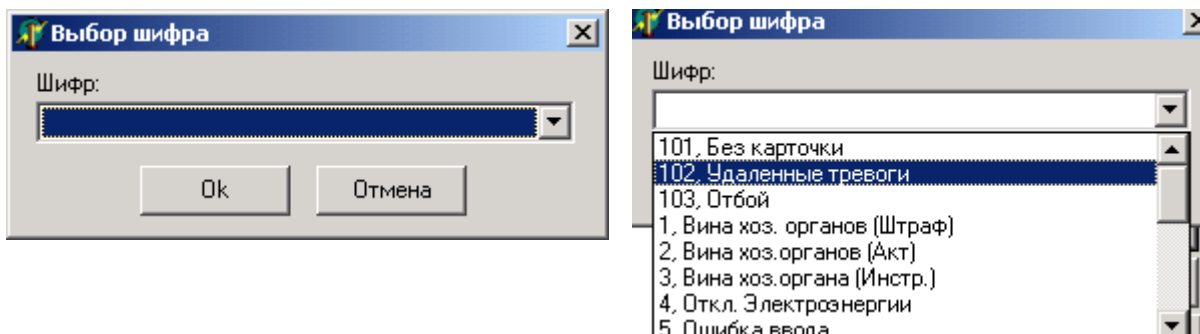 Выбор шифра
Шифр:
Ok
Отмена
Выбор шифра
Шифр:
101, Без карточки
102, Удаленные тревоги
103, Отбой
1, Вина хоз. органов (Штраф)
2, Вина хоз.органов (Акт)
3, Вина хоз.органа (Инстр.)
4, Откл. Электроэнергии
5, Ошибка ввода